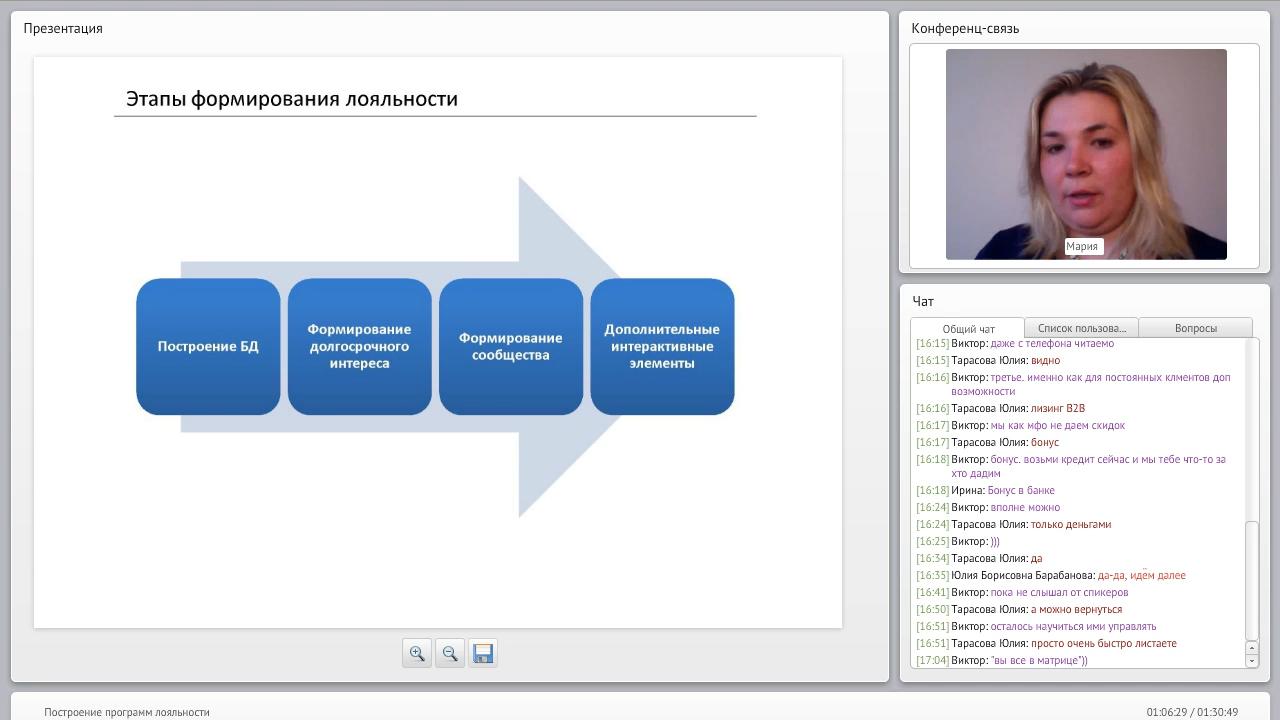 Презентация
Этапы формирования лояльности
Построение БД
Формирование
долгосрочного
интереса
Формирование
сообщества
Дополнительные
интерактивные
элементы
Конференц-связь
Мария
Чат
Общий чат
Список пользова...
Вопросы
[16:15] Виктор: даже с телефона читаемо
[16:15] Тарасова Юлия: видно
[16:16] Виктор: третье. именно как для постоянных клментов доп
возможности
[16:16] Тарасова Юлия: лизинг B2B
[16:17] Виктор: мы как мфо не даем скидок
[16:17] Тарасова Юлия: бонус
[16:18] Виктор: бонус. возьми кредит сейчас и мы тебе что-то за
хто дадим
[16:18] Ирина: Бонус в банке
[16:24] Виктор: вполне можно
[16:24] Тарасова Юлия: только деньгами
[16:25] Виктор: )))
[16:34] Тарасова Юлия: да
[16:35] Юлия Борисовна Барабанова: да-да, идём далее
[16:41] Виктор: пока не слышал от спикеров
[16:50] Тарасова Юлия: а можно вернуться
[16:51] Виктор: осталось научиться ими управлять
[16:51] Тарасова Юлия: просто очень быстро листаете
[17:04] Виктор: "вы все в матрице"))
Построение программ лояльности
01:06:29 / 01:30:49